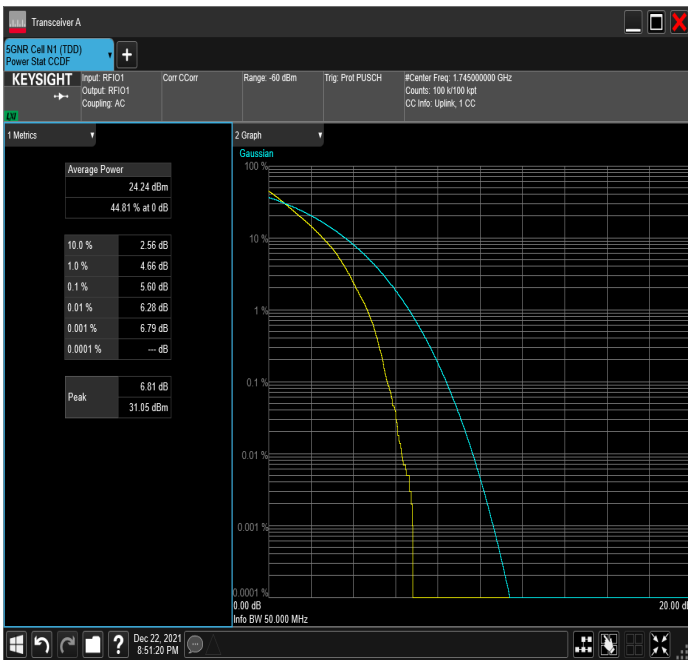 Transceiver A
5GNR Cell N1 (TDD)
Power Stat CCDF
KEYSIGHT
Input: RFIO1
Output: RFIO1
Coupling: AC
Corr CCorr
Range: -60 dBm
Trig: Prot PUSCH
#Center Freq: 1.745000000 GHz
Counts: 100 k/100 kpt
CC Info: Uplink, 1 CC
LXI
1 Metrics
Average Power
24.24 dBm
44.81 % at 0 dB
10.0 % 2.56 dB
1.0 % 4.66 dB
0.1 % 5.60 dB
0.01 % 6.28 dB
0.001 % 6.79 dB
0.0001 % --- dB
Peak
6.81 dB
31.05 dBm
2 Graph
Gaussian
100 %
10 %
1 %
0.1 %
0.01 %
0.001 %
0.0001 %
0.00 dB
20.00 dB
Info BW 50.000 MHz
?
Dec 22, 2021
8:51:20 PM